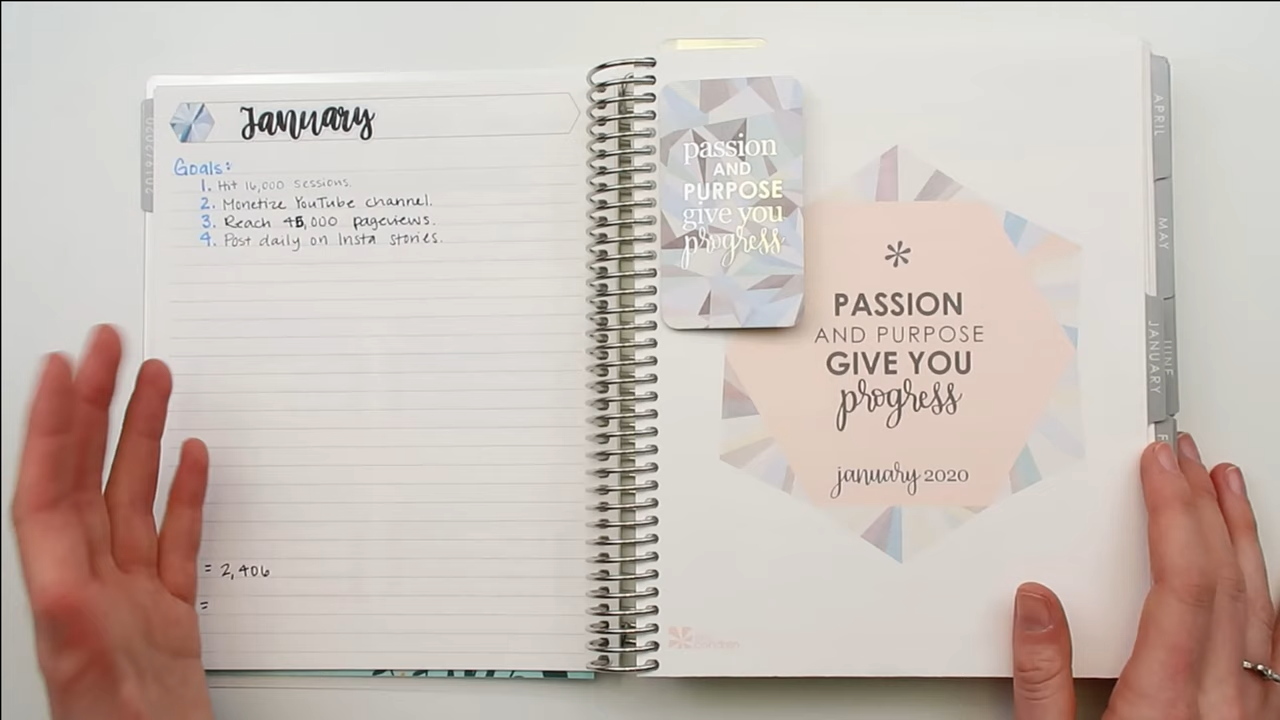 January
Goals:
1. Hit 16,000 sessions.
2. Monetize YouTube channel.
3. Reach 45,000 pageviews.
4. Post daily on Insta stories.
= 2,406
=
2019/2020
passion
AND
PURPOSE
give you
progress
*
PASSION
AND PURPOSE
GIVE YOU
progress
january 2020
APRIL
MAY
JUNE
JANUARY
F